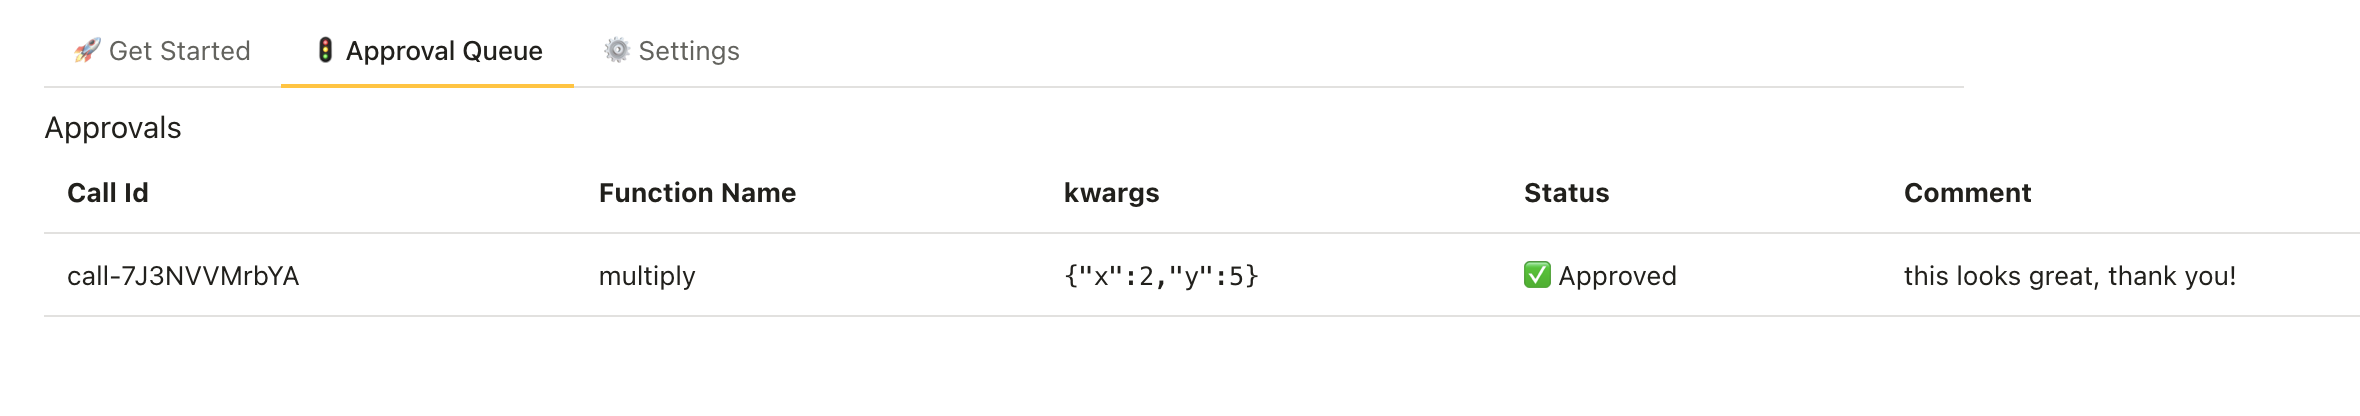 🚀 Get Started 🚦 Approval Queue ⚙️ Settings
Approvals
Call Id Function Name kwargs Status Comment
call-7J3NVVMrbYA multiply {"x":2,"y":5} ✅ Approved this looks great, thank you!